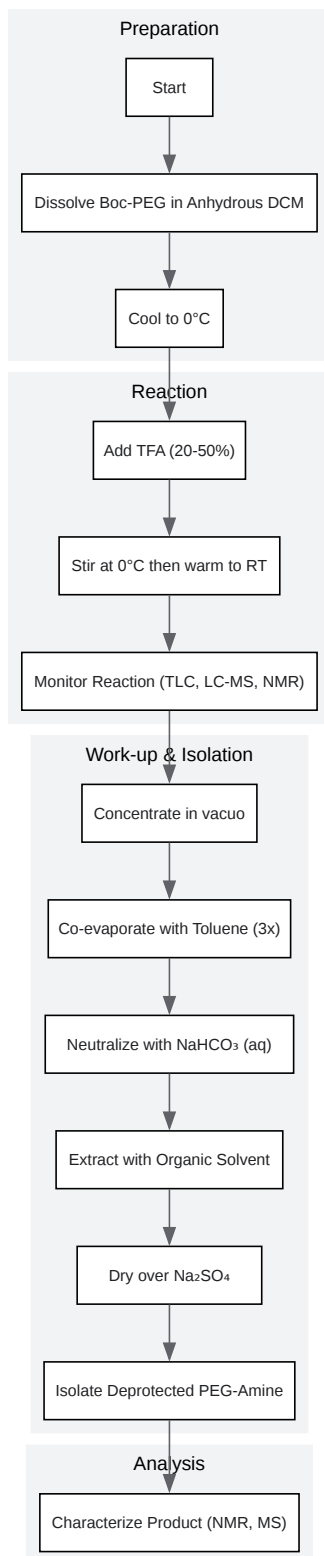 Preparation
Start
Dissolve Boc-PEG in Anhydrous DCM
Cool to 0°C
Reaction
Add TFA (20-50%)
Stir at 0°C then warm to RT
Monitor Reaction (TLC, LC-MS, NMR)
Work-up & Isolation
Concentrate in vacuo
Co-evaporate with Toluene (3x)
Neutralize with NaHCO₃ (aq)
Extract with Organic Solvent
Dry over Na₂SO₄
Isolate Deprotected PEG-Amine
Analysis
Characterize Product (NMR, MS)